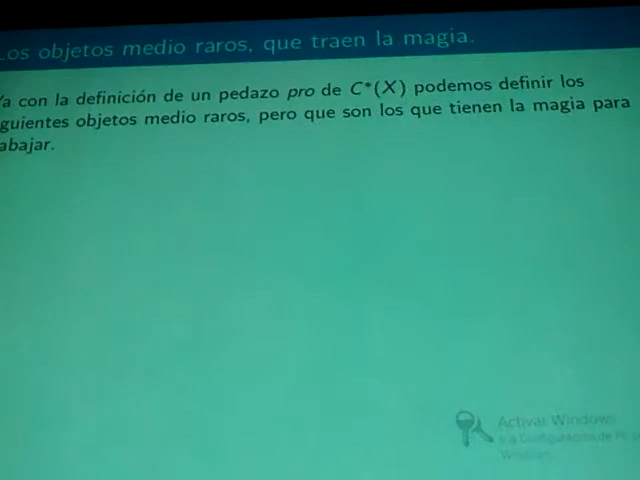 Los objetos medio raros, que traen la magia.
Ya con la definición de un pedazo pro de C*(X) podemos definir los
guientes objetos medio raros, pero que son los que tienen la magia para
abajar.
Activar Windows
Windows.